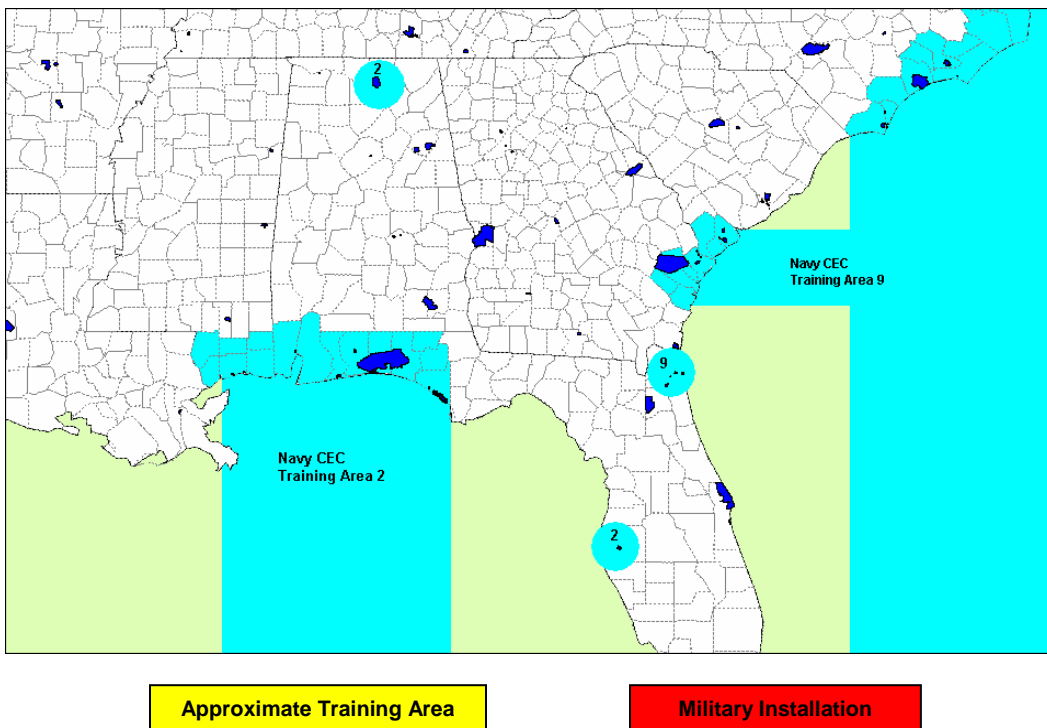 2
Navy CEC
Training Area 9
9
Navy CEC
Training Area 2
2
Approximate Training Area
Military Installation